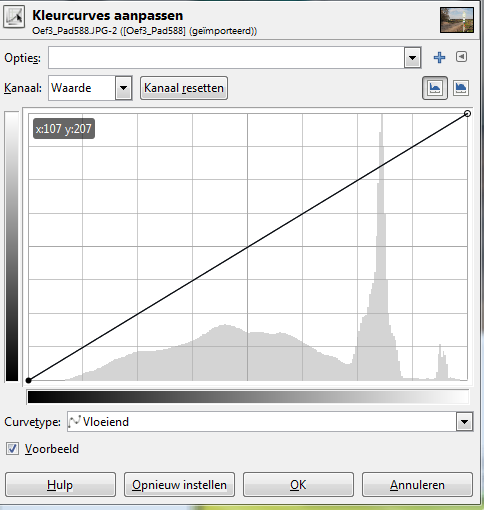 Kleurcurves aanpassen
Oef3_Pad588.JPG-2 ([Oef3_Pad588] (geïmporteerd))
Opties:
Kanaal: Waarde Kanaal resetten
x:107 y:207
Curvetype: Vloeiend
Voorbeeld
Hulp Opnieuw instellen OK Annuleren